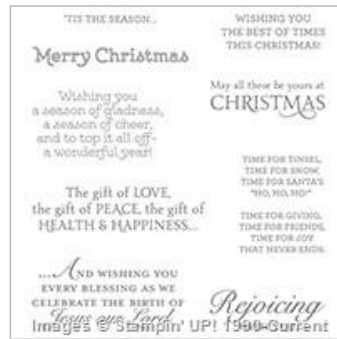 'TIS THE SEASON...
Merry Christmas
Wishing you
a season of gladness,
a season of cheer,
and to top it all off-
a wonderful year!
The gift of LOVE,
the gift of PEACE, the gift of
HEALTH & HAPPINESS...
...AND WISHING YOU
EVERY BLESSING AS WE
CELEBRATE THE BIRTH OF
Jesus our Lord
WISHING YOU
THE BEST OF TIMES
THIS CHRISTMAS!
May all these be yours at
CHRISTMAS
TIME FOR TINSEL,
TIME FOR SNOW,
TIME FOR SANTA'S
"HO, HO, HO!"
TIME FOR GIVING,
TIME FOR FRIENDS,
TIME FOR JOY
THAT NEVER ENDS.
Rejoicing
Images © Stampin' UP! 1990-Current